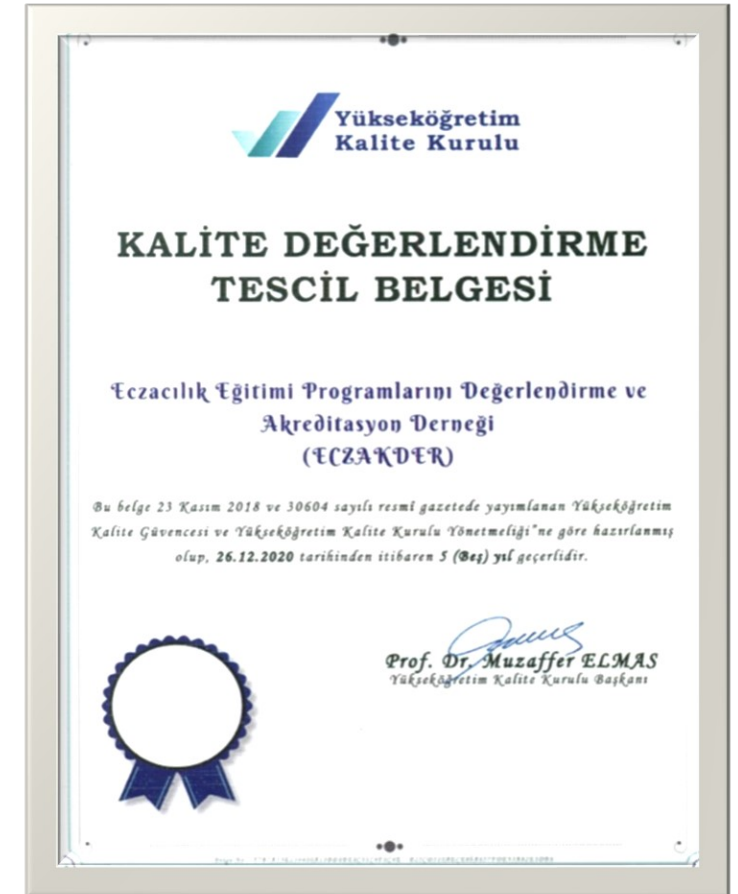 Yükseköğretim
Kalite Kurulu
KALİTE DEĞERLENDİRME
TESCİL BELGESİ
Eczacılık Eğitimi Programlarını Değerlendirme ve
Akreditasyon Derneği
(ECZAKDER)
Bu belge 23 Kasım 2018 ve 30604 sayılı resmî gazetede yayımlanan Yükseköğretim
Kalite Güvencesi ve Yükseköğretim Kalite Kurulu Yönetmeliği"ne göre hazırlanmış
olup, 26.12.2020 tarihinden itibaren 5 (Beş) yıl geçerlidir.
Prof. Dr. Muzaffer ELMAS
Yükseköğretim Kalite Kurulu Başkanı